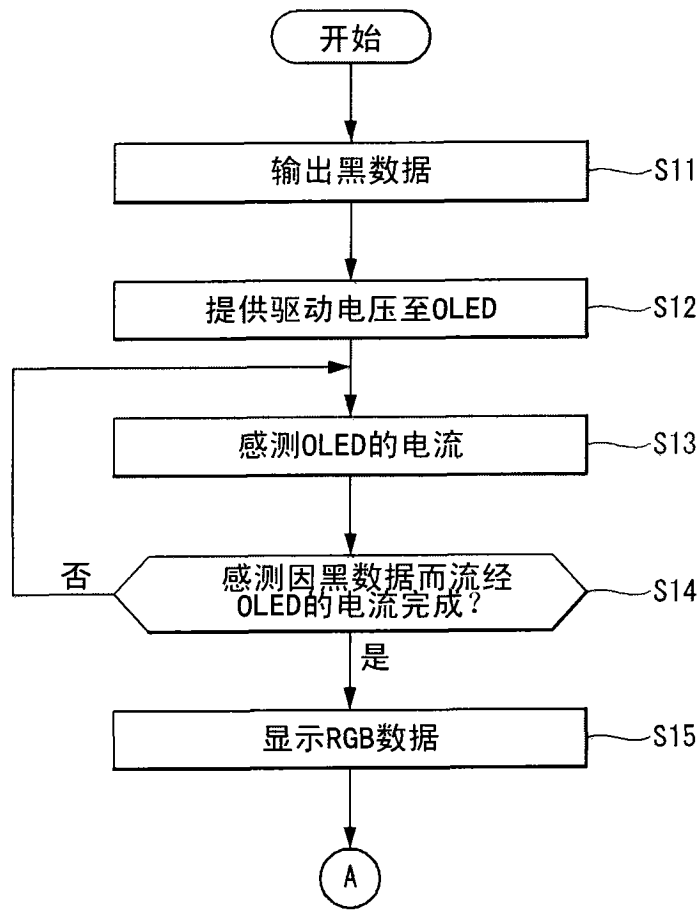 开始
输出黑数据
S11
提供驱动电压至OLED
S12
感测OLED的电流
S13
否
感测因黑数据而流经
OLED的电流完成？
S14
是
显示RGB数据
S15
A